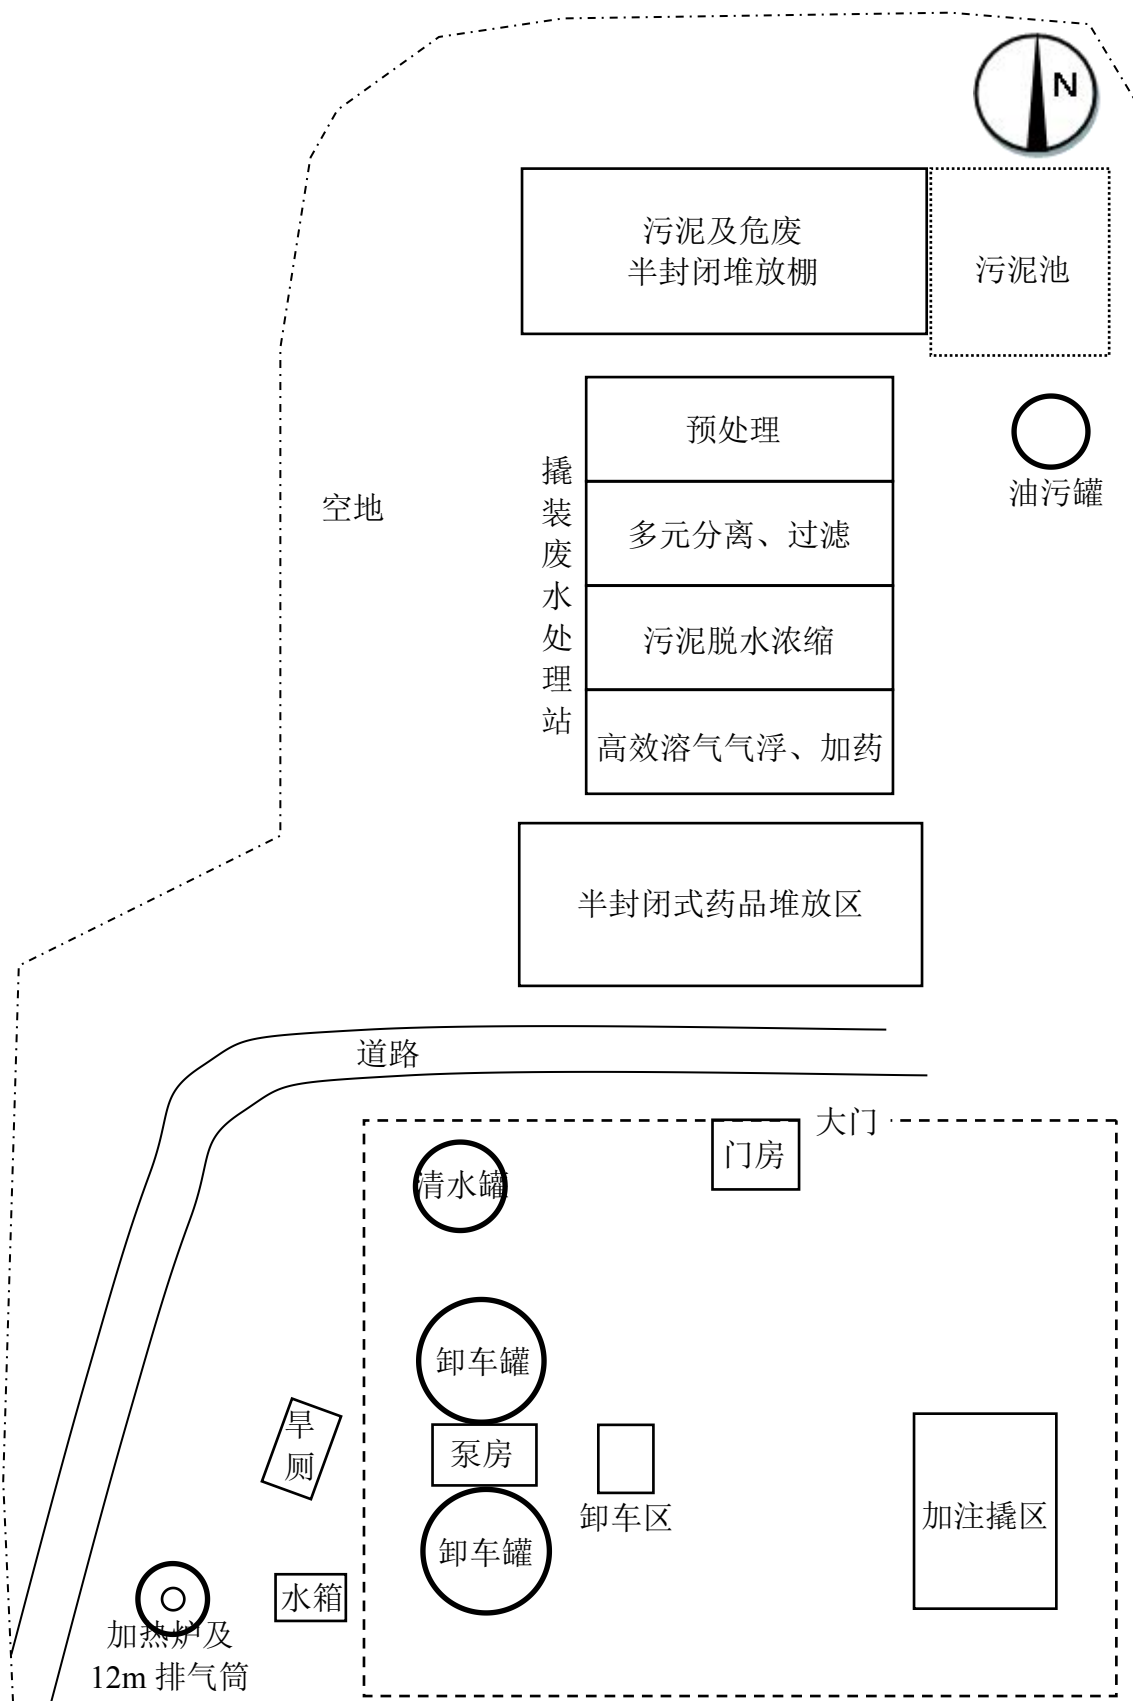 N
污泥及危废
半封闭堆放棚
污泥池
预处理
油污罐
撬装废水处理站
空地
多元分离、过滤
污泥脱水浓缩
高效溶气气浮、加药
半封闭式药品堆放区
道路
大门
门房
清水罐
卸车罐
旱厕
泵房
卸车区
加注撬区
卸车罐
水箱
加热炉及
12m 排气筒